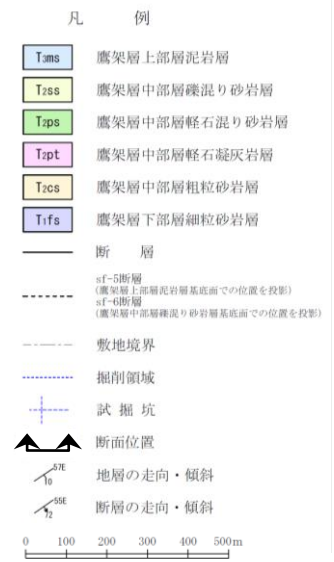 凡 例
T3ms 鷹架層上部層泥岩層
T2ss 鷹架層中部層礫混り砂岩層
T2ps 鷹架層中部層軽石混り砂岩層
T2pt 鷹架層中部層軽石凝灰岩層
T2cs 鷹架層中部層粗粒砂岩層
T1fs 鷹架層下部層細粒砂岩層
断 層
sf-5断層
(鷹架層上部層泥岩層基底面での位置を投影)
sf-6断層
(鷹架層中部層礫混り砂岩層基底面での位置を投影)
敷地境界
掘削領域
試掘坑
断面位置
57E
10 地層の走向・傾斜
55E
72 断層の走向・傾斜
0 100 200 300 400 500m